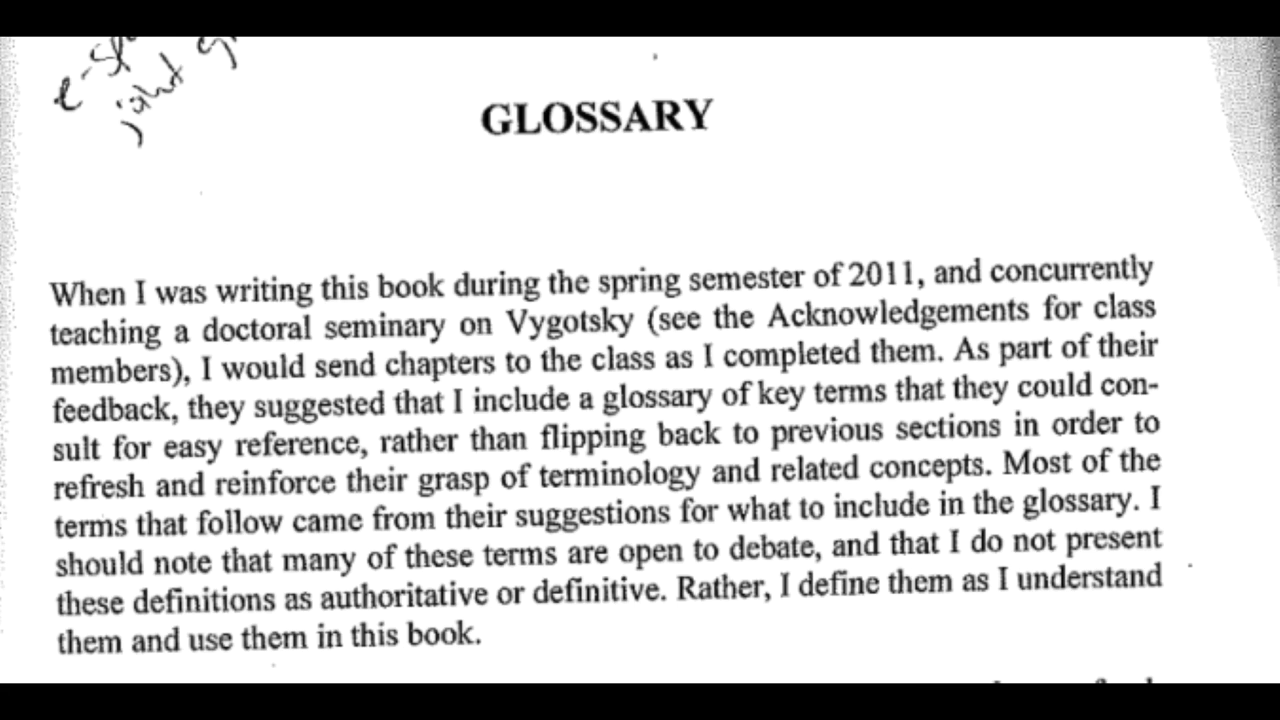 GLOSSARY
When I was writing this book during the spring semester of 2011, and concurrently
teaching a doctoral seminary on Vygotsky (see the Acknowledgements for class
members), I would send chapters to the class as I completed them. As part of their
feedback, they suggested that I include a glossary of key terms that they could con-
sult for easy reference, rather than flipping back to previous sections in order to
refresh and reinforce their grasp of terminology and related concepts. Most of the
terms that follow came from their suggestions for what to include in the glossary. I
should note that many of these terms are open to debate, and that I do not present
these definitions as authoritative or definitive. Rather, I define them as I understand
them and use them in this book.